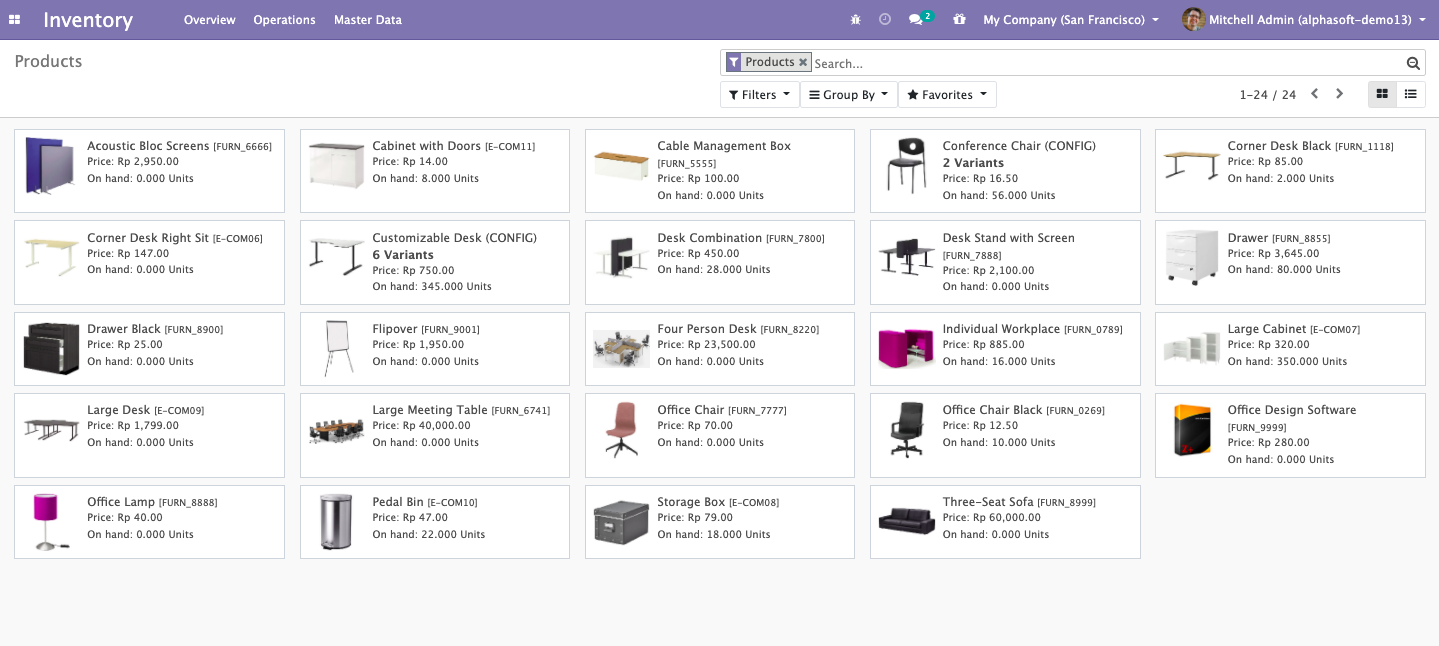 Inventory Overview Operations Master Data 2 My Company (San Francisco) Mitchell Admin (alphasoft-demo13)
Products
Products Search...
Filters Group By Favorites 1-24 / 24
Acoustic Bloc Screens [FURN_6666]
Price: Rp 2,950.00
On hand: 0.000 Units
Cabinet with Doors [E-COM11]
Price: Rp 14.00
On hand: 8.000 Units
Cable Management Box
[FURN_5555]
Price: Rp 100.00
On hand: 0.000 Units
Conference Chair (CONFIG)
2 Variants
Price: Rp 16.50
On hand: 56.000 Units
Corner Desk Black [FURN_1118]
Price: Rp 85.00
On hand: 2.000 Units
Corner Desk Right Sit [E-COM06]
Price: Rp 147.00
On hand: 0.000 Units
Customizable Desk (CONFIG)
6 Variants
Price: Rp 750.00
On hand: 345.000 Units
Desk Combination [FURN_7800]
Price: Rp 450.00
On hand: 28.000 Units
Desk Stand with Screen
[FURN_7888]
Price: Rp 2,100.00
On hand: 0.000 Units
Drawer [FURN_8855]
Price: Rp 3,645.00
On hand: 80.000 Units
Drawer Black [FURN_8900]
Price: Rp 25.00
On hand: 0.000 Units
Flipover [FURN_9001]
Price: Rp 1,950.00
On hand: 0.000 Units
Four Person Desk [FURN_8220]
Price: Rp 23,500.00
On hand: 0.000 Units
Individual Workplace [FURN_0789]
Price: Rp 885.00
On hand: 16.000 Units
Large Cabinet [E-COM07]
Price: Rp 320.00
On hand: 350.000 Units
Large Desk [E-COM09]
Price: Rp 1,799.00
On hand: 0.000 Units
Large Meeting Table [FURN_6741]
Price: Rp 40,000.00
On hand: 0.000 Units
Office Chair [FURN_7777]
Price: Rp 70.00
On hand: 0.000 Units
Office Chair Black [FURN_0269]
Price: Rp 12.50
On hand: 10.000 Units
Office Design Software
[FURN_9999]
Price: Rp 280.00
On hand: 0.000 Units
Office Lamp [FURN_8888]
Price: Rp 40.00
On hand: 0.000 Units
Pedal Bin [E-COM10]
Price: Rp 47.00
On hand: 22.000 Units
Storage Box [E-COM08]
Price: Rp 79.00
On hand: 18.000 Units
Three-Seat Sofa [FURN_8999]
Price: Rp 60,000.00
On hand: 0.000 Units